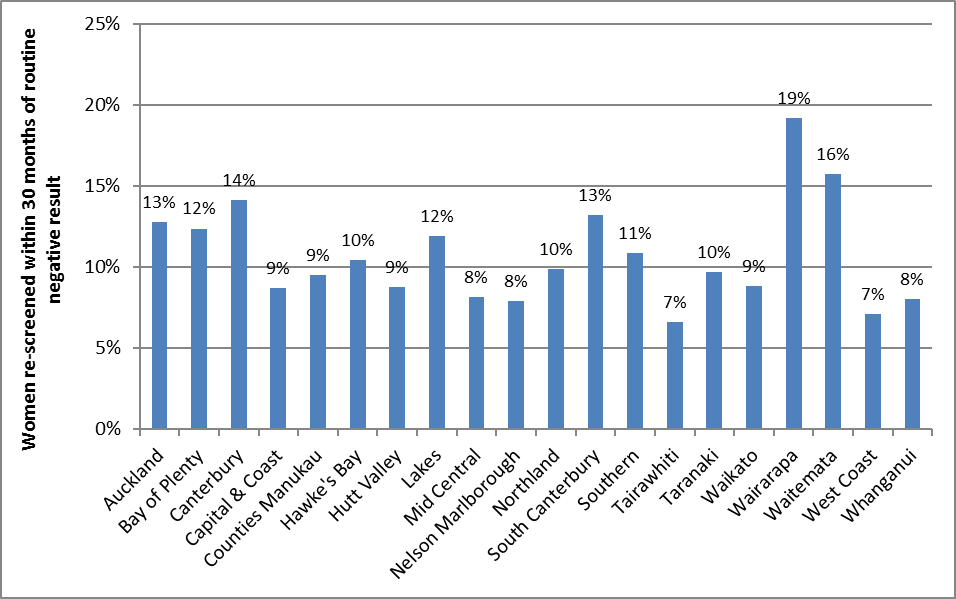 Women re-screened within 30 months of routine
negative result
25%
20%
15%
10%
5%
0%
13%
12%
14%
9%
9%
10%
9%
12%
8%
8%
10%
13%
11%
7%
10%
9%
19%
16%
7%
8%
Auckland
Bay of Plenty
Canterbury
Capital & Coast
Counties Manukau
Hawke's Bay
Hutt Valley
Lakes
Mid Central
Nelson Marlborough
Northland
South Canterbury
Southern
Tairawhiti
Taranaki
Waikato
Wairarapa
Waitemata
West Coast
Whanganui